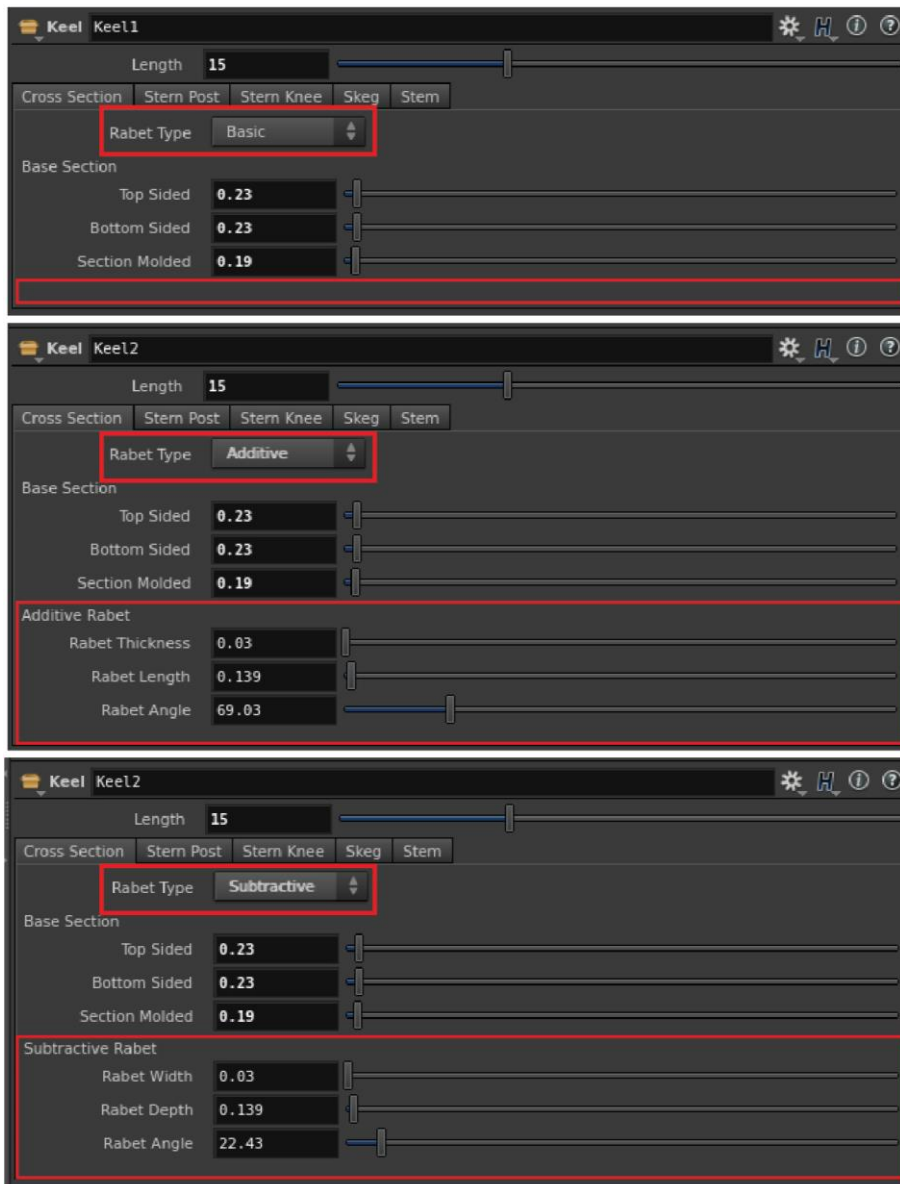 Keel Keel1
Length 15
Cross Section Stern Post Stern Knee Skeg Stem
Rabet Type Basic
Base Section
Top Sided 0.23
Bottom Sided 0.23
Section Molded 0.19
Keel Keel2
Length 15
Cross Section Stern Post Stern Knee Skeg Stem
Rabet Type Additive
Base Section
Top Sided 0.23
Bottom Sided 0.23
Section Molded 0.19
Additive Rabet
Rabet Thickness 0.03
Rabet Length 0.139
Rabet Angle 69.03
Keel Keel2
Length 15
Cross Section Stern Post Stern Knee Skeg Stem
Rabet Type Subtractive
Base Section
Top Sided 0.23
Bottom Sided 0.23
Section Molded 0.19
Subtractive Rabet
Rabet Width 0.03
Rabet Depth 0.139
Rabet Angle 22.43